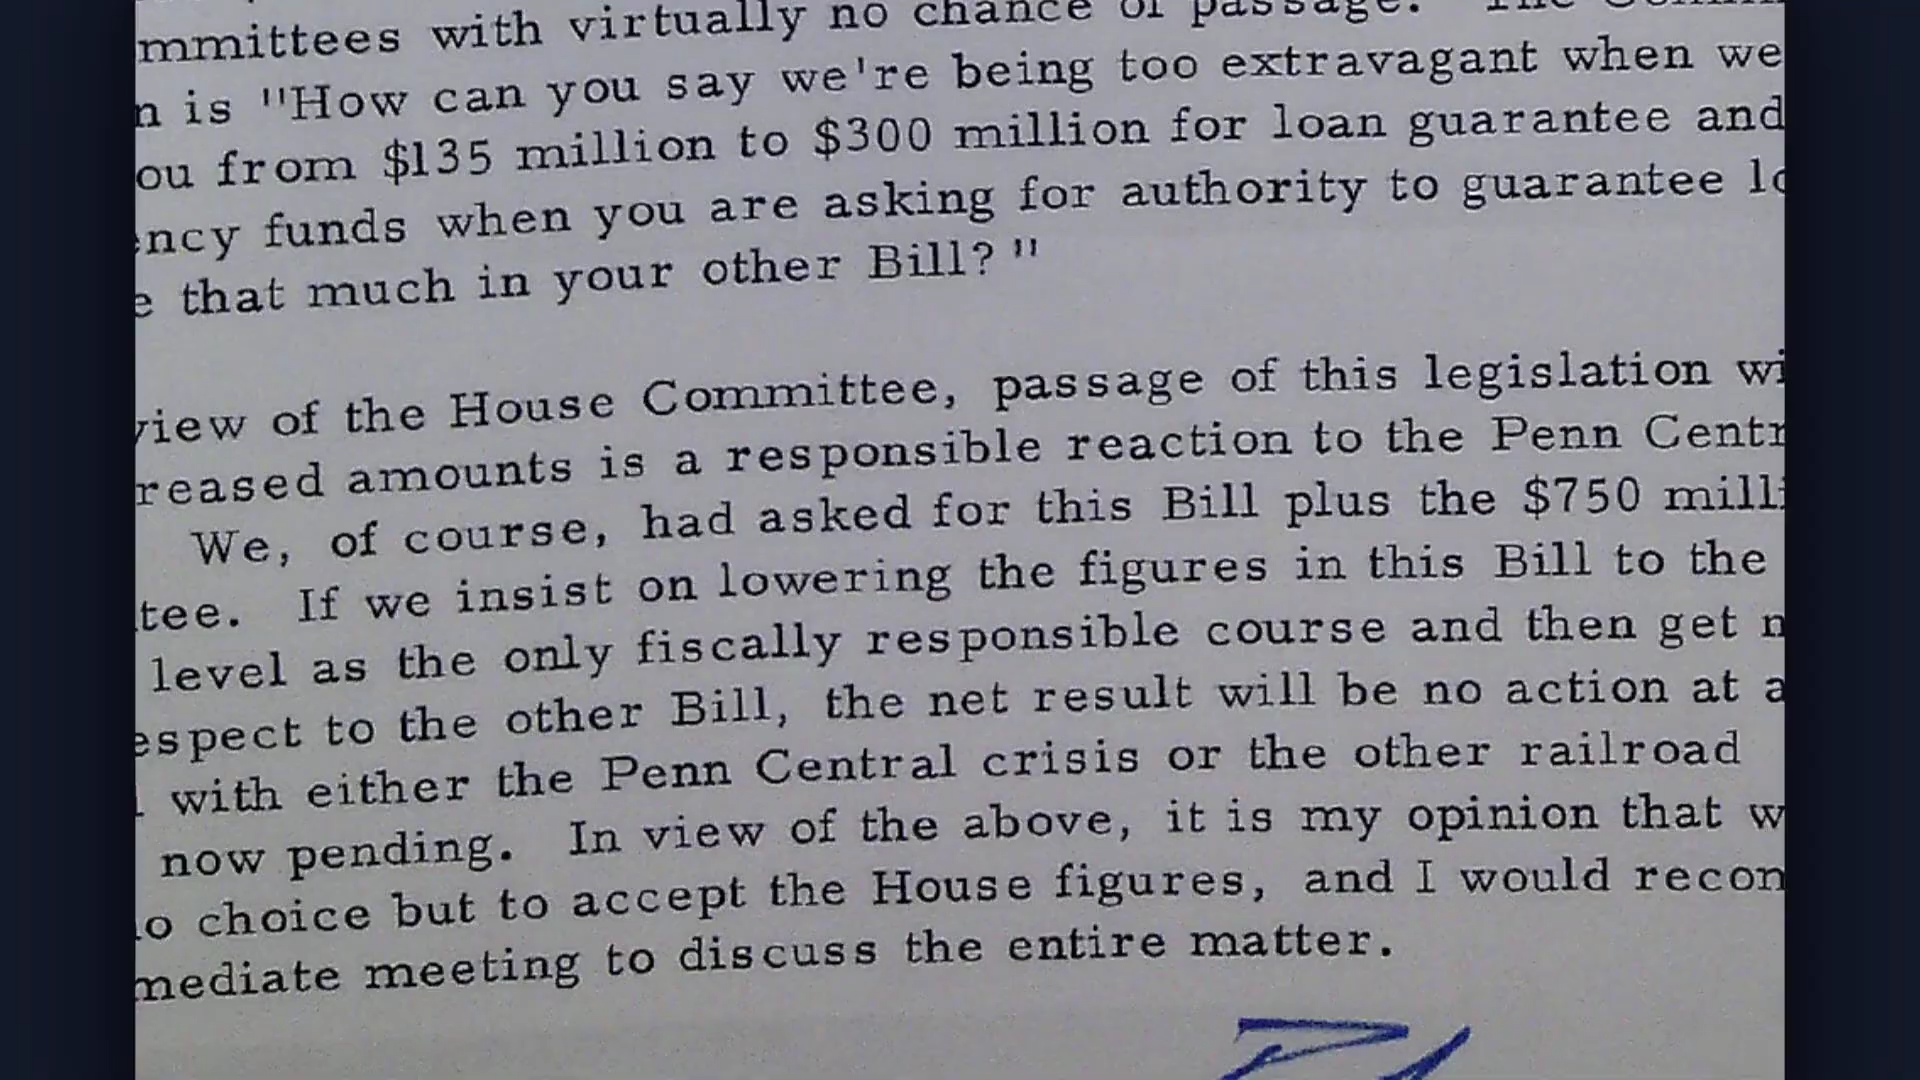 mmittees with virtually no chance of passage.
n is "How can you say we're being too extravagant when we
ou from $135 million to $300 million for loan guarantee and
ency funds when you are asking for authority to guarantee lo
e that much in your other Bill? "
view of the House Committee, passage of this legislation wi
reased amounts is a responsible reaction to the Penn Centr
We, of course, had asked for this Bill plus the $750 milli
tee. If we insist on lowering the figures in this Bill to the
level as the only fiscally responsible course and then get n
espect to the other Bill, the net result will be no action at a
with either the Penn Central crisis or the other railroad
now pending. In view of the above, it is my opinion that w
o choice but to accept the House figures, and I would recon
mediate meeting to discuss the entire matter.